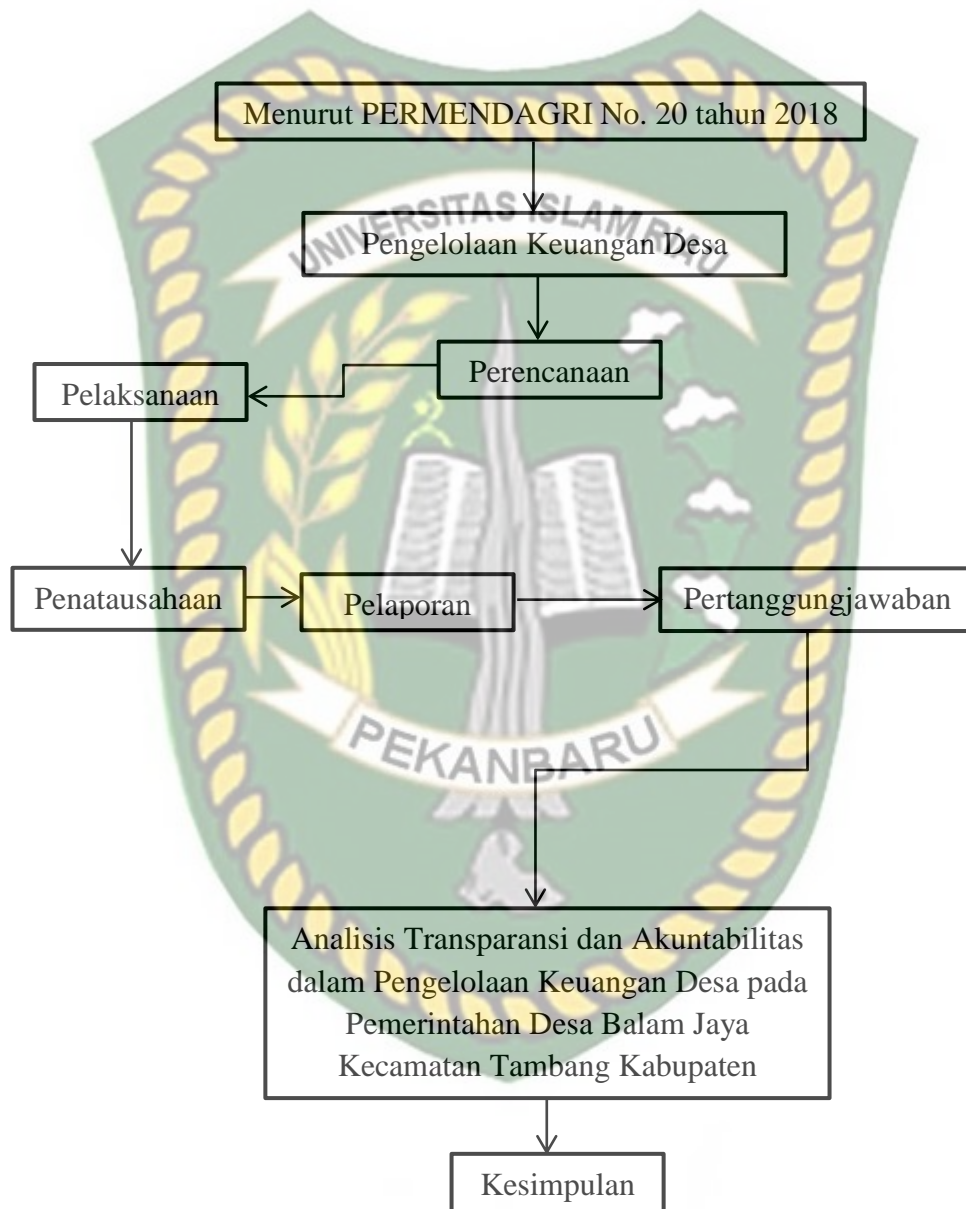 Menurut PERMENDAGRI No. 20 tahun 2018
UNIVERSITAS ISLAM RIAU
Pengelolaan Keuangan Desa
Perencanaan
Pelaksanaan
Penatausahaan
Pelaporan
Pertanggungjawaban
PEKANBARU
Analisis Transparansi dan Akuntabilitas
dalam Pengelolaan Keuangan Desa pada
Pemerintahan Desa Balam Jaya
Kecamatan Tambang Kabupaten
Kesimpulan